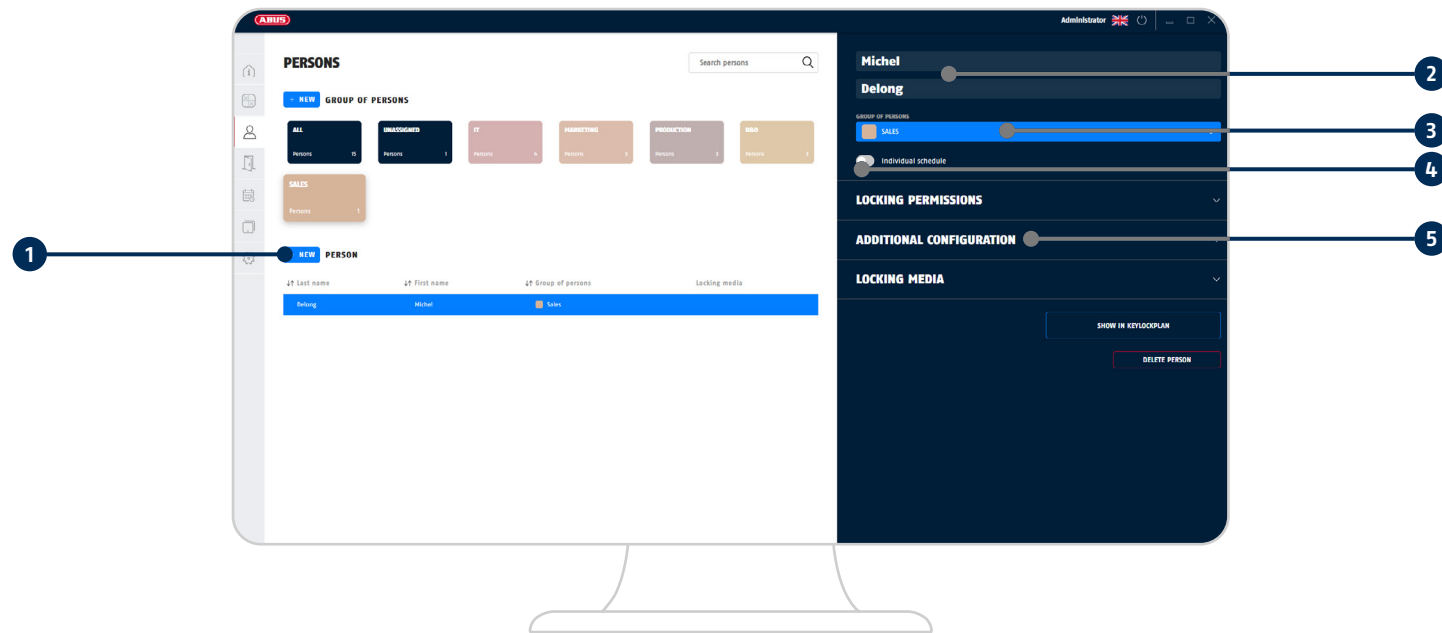 ABUS
Administrator
PERSONS
Search persons
+ NEW GROUP OF PERSONS
ALL
Persons 15
UNASSIGNED
Persons 1
IT
Persons 4
MARKETING
Persons 3
PRODUCTION
Persons 3
R&D
Persons 3
SALES
Persons 1
NEW PERSON
Last name First name Group of persons Locking media
Delong Michel Sales
Michel
Delong
GROUP OF PERSONS
SALES
Individual schedule
LOCKING PERMISSIONS
ADDITIONAL CONFIGURATION
LOCKING MEDIA
SHOW IN KEYLOCKPLAN
DELETE PERSON
1
2
3
4
5